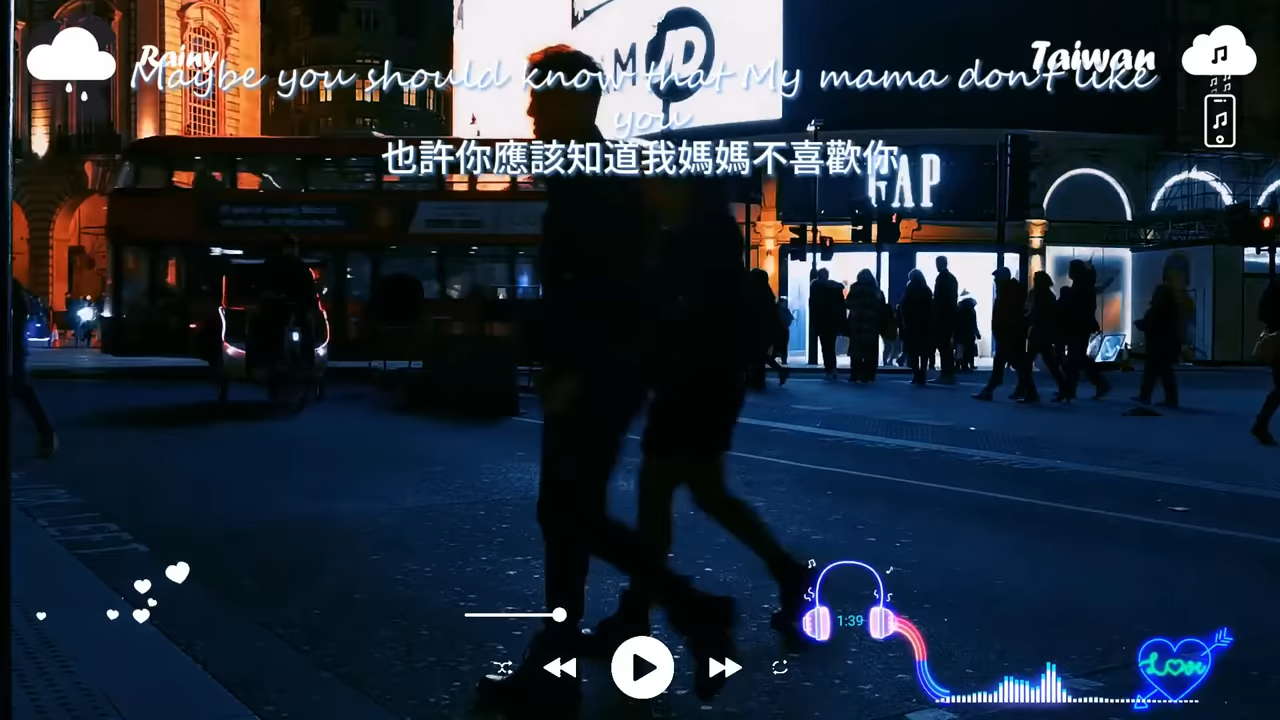 Rainy
Taiwan
Maybe you should know that My mama don't like
you
也許你應該知道我媽媽不喜歡你
GAP
1:39
Love